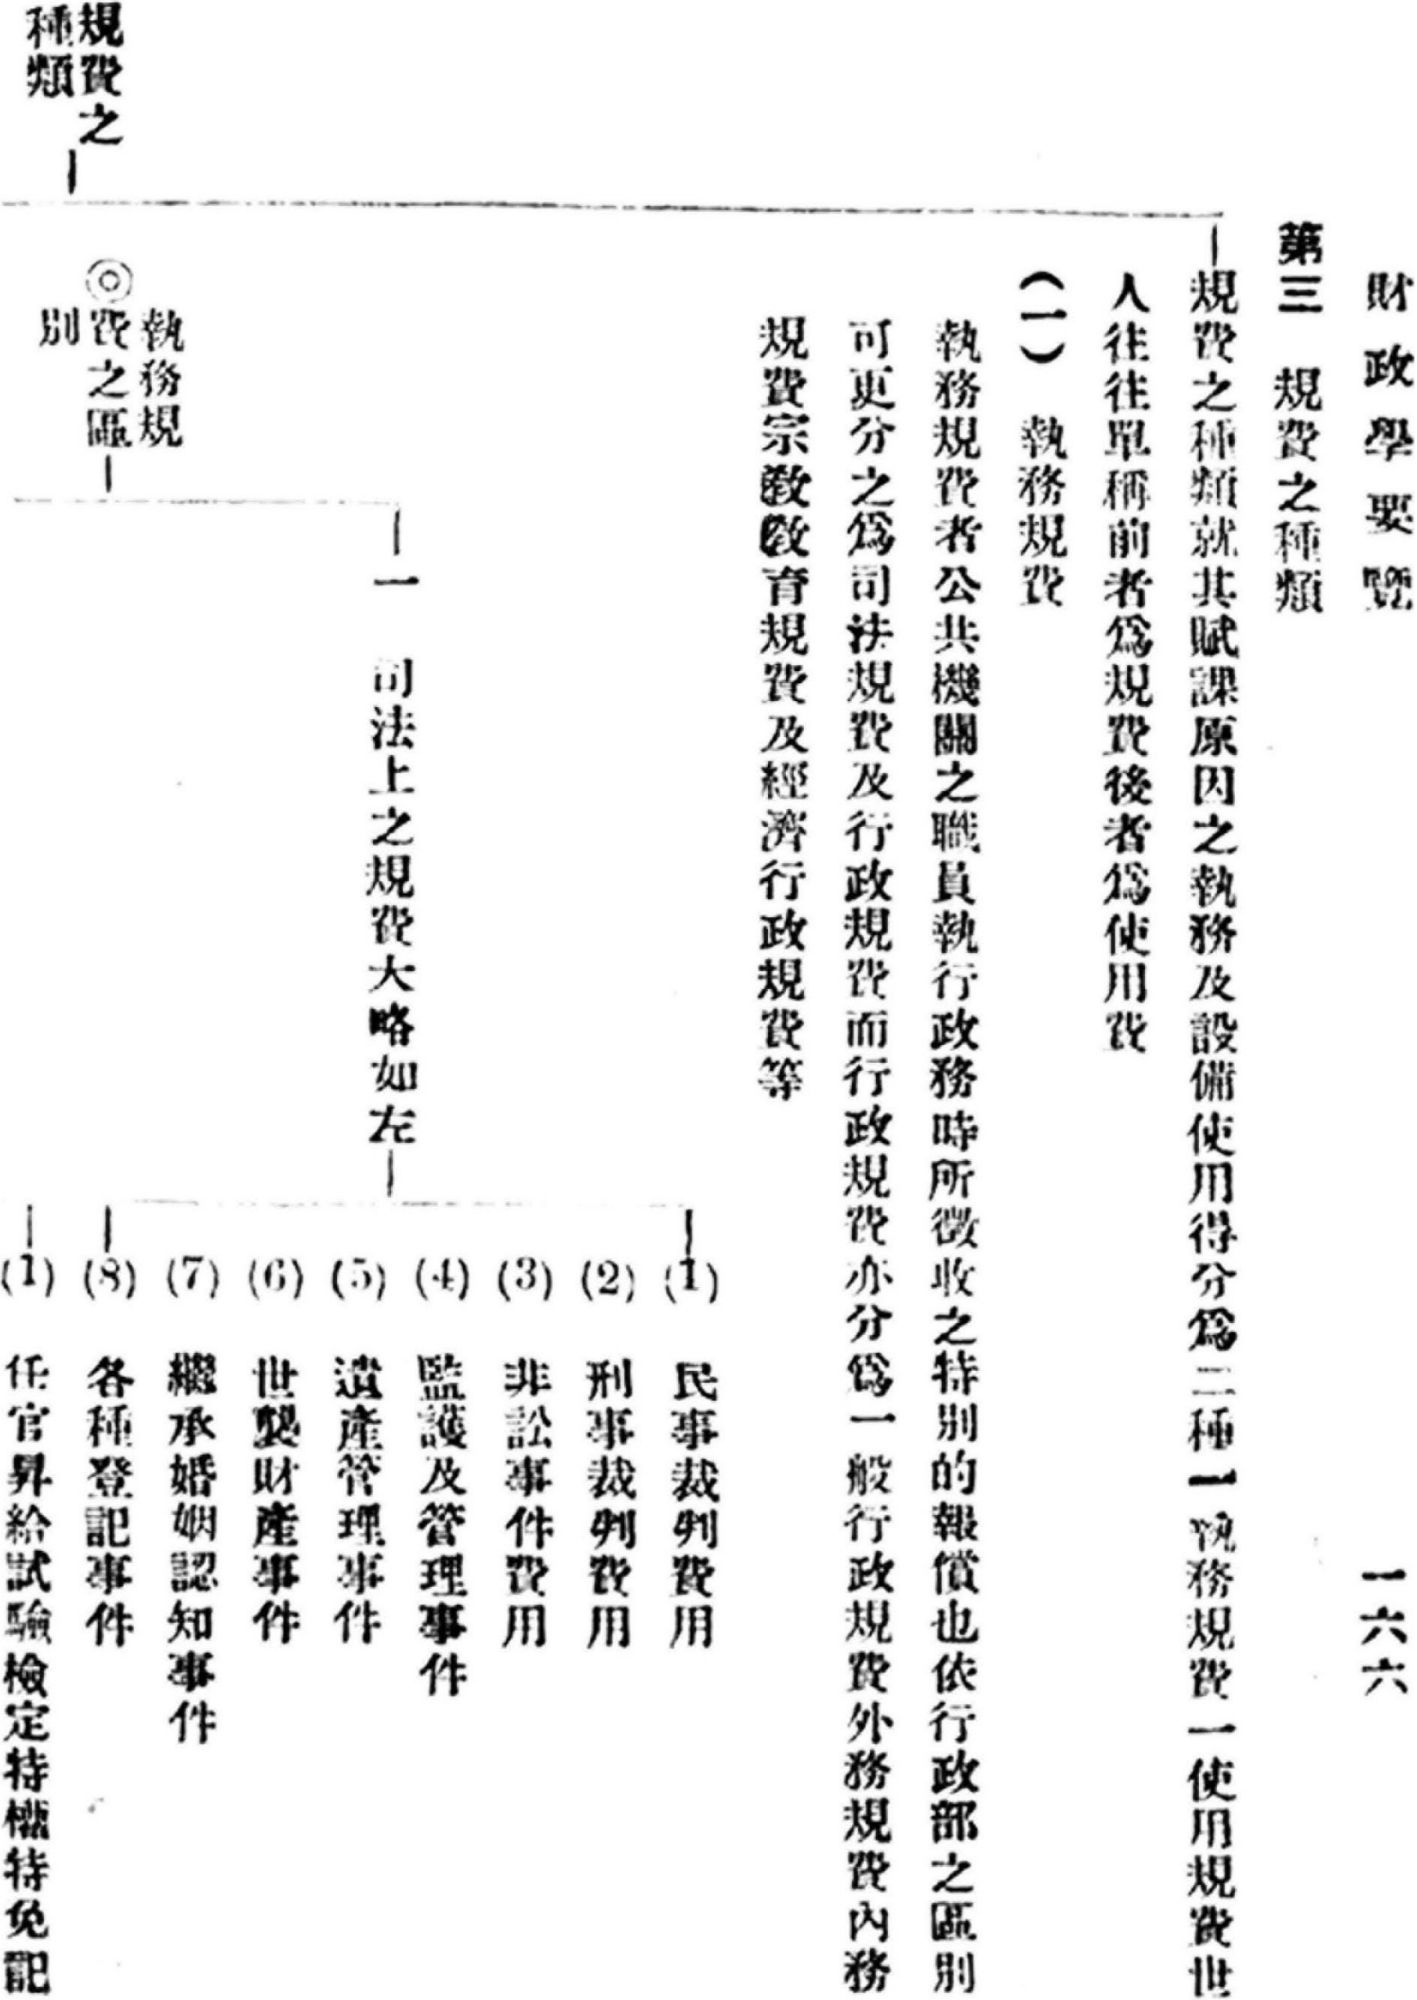 財政學要覽 一六六
第三 規費之種類
規費之種類就其賦課原因之執務及設備使用得分爲二種一執務規費一使用規費世
人往往單稱前者爲規費後者爲使用費
(一) 執務規費
執務規費者公共機關之職員執行政務時所徵收之特別的報償也依行政部之區別
可更分之爲司法規費及行政規費而行政規費亦分爲一般行政規費外務規費內務
規費宗敎敎育規費及經濟行政規費等
規費之
種類
執務規
◎費之區
別
一 司法上之規費大略如左
(1) 民事裁判費用
(2) 刑事裁判費用
(3) 非訟事件費用
(4) 監護及管理事件
(5) 遺產管理事件
(6) 世襲財產事件
(7) 繼承婚姻認知事件
(8) 各種登記事件
(1) 任官昇給試驗檢定特權特免記